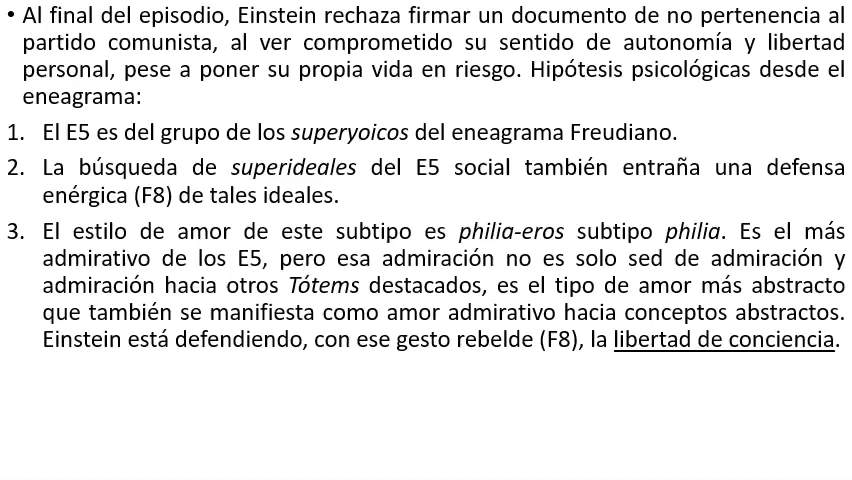 • Al final del episodio, Einstein rechaza firmar un documento de no pertenencia al
partido comunista, al ver comprometido su sentido de autonomía y libertad
personal, pese a poner su propia vida en riesgo. Hipótesis psicológicas desde el
eneagrama:
1. El E5 es del grupo de los superyoicos del eneagrama Freudiano.
2. La búsqueda de superideales del E5 social también entraña una defensa
enérgica (F8) de tales ideales.
3. El estilo de amor de este subtipo es philia-eros subtipo philia. Es el más
admirativo de los E5, pero esa admiración no es solo sed de admiración y
admiración hacia otros Tótems destacados, es el tipo de amor más abstracto
que también se manifiesta como amor admirativo hacia conceptos abstractos.
Einstein está defendiendo, con ese gesto rebelde (F8), la libertad de conciencia.